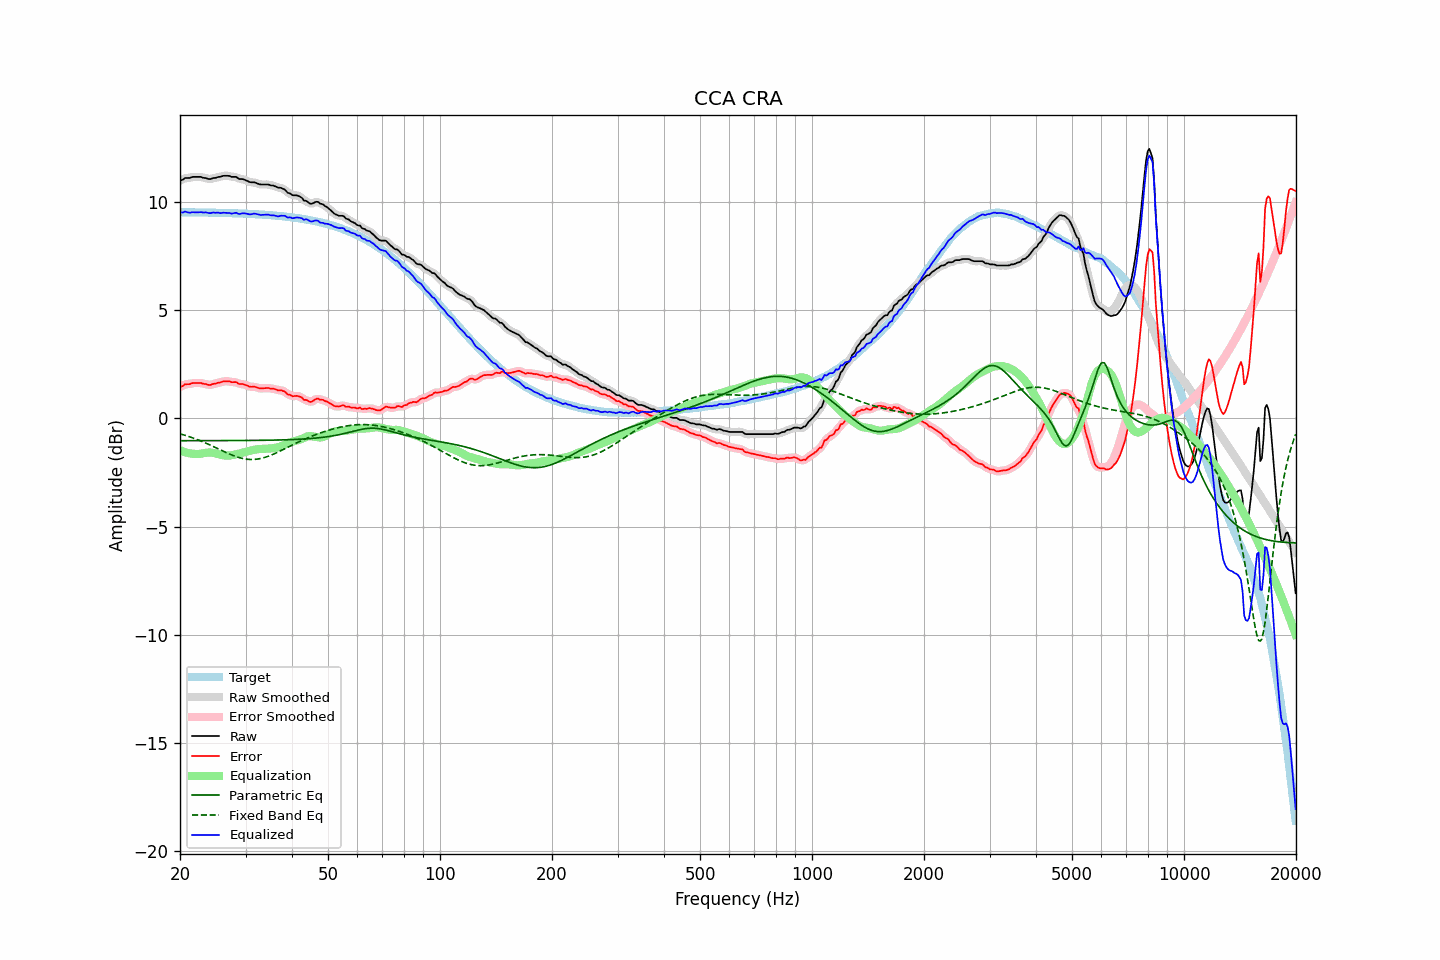 CCA CRA
Amplitude (dBr)
10
5
0
−5
−10
−15
−20
Target
Raw Smoothed
Error Smoothed
Raw
Error
Equalization
Parametric Eq
Fixed Band Eq
Equalized
20 50 100 200 500 1000 2000 5000 10000 20000
Frequency (Hz)